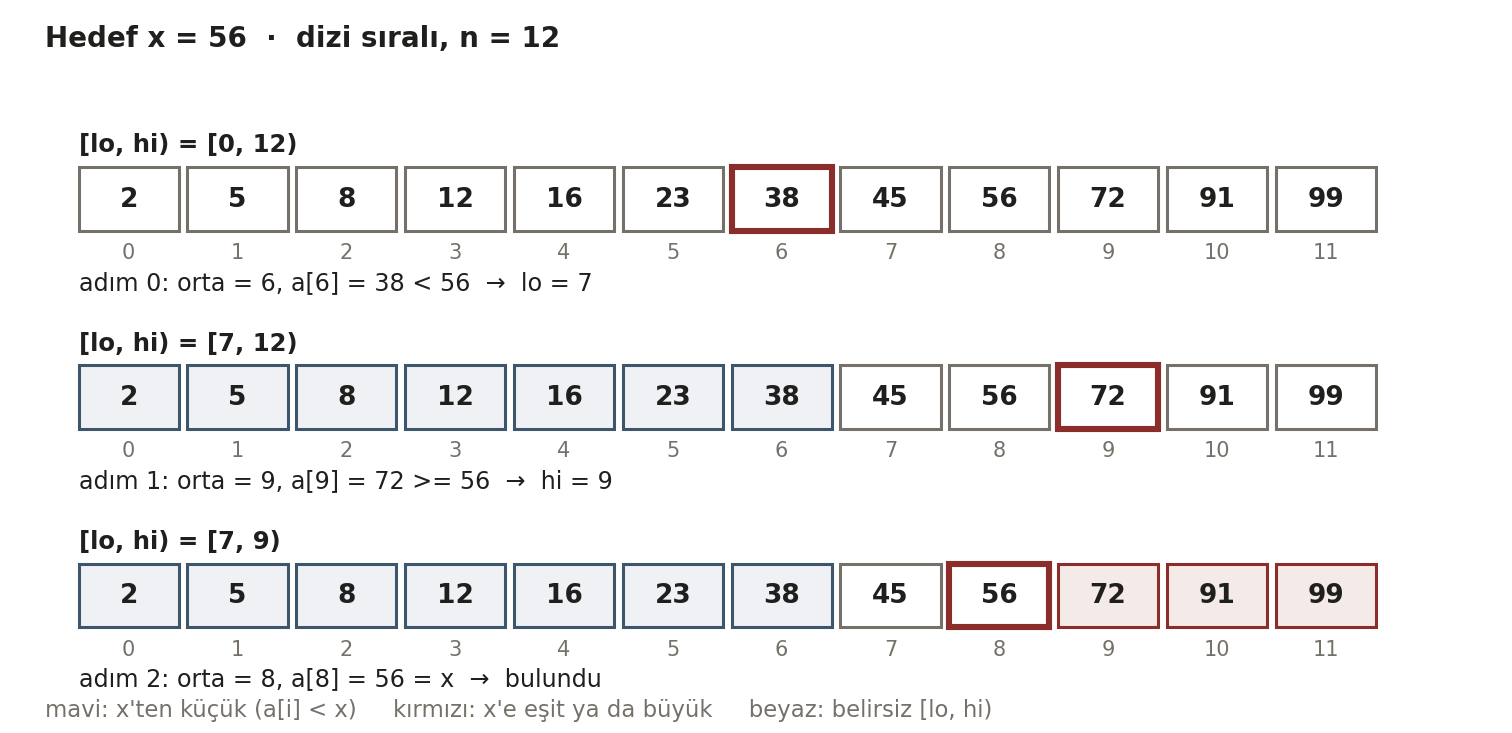 Hedef x = 56 · dizi sıralı, n = 12
[lo, hi) = [0, 12)
2 5 8 12 16 23 38 45 56 72 91 99
0 1 2 3 4 5 6 7 8 9 10 11
adım 0: orta = 6, a[6] = 38 < 56 → lo = 7
[lo, hi) = [7, 12)
2 5 8 12 16 23 38 45 56 72 91 99
0 1 2 3 4 5 6 7 8 9 10 11
adım 1: orta = 9, a[9] = 72 >= 56 → hi = 9
[lo, hi) = [7, 9)
2 5 8 12 16 23 38 45 56 72 91 99
0 1 2 3 4 5 6 7 8 9 10 11
adım 2: orta = 8, a[8] = 56 = x → bulundu
mavi: x'ten küçük (a[i] < x) kırmızı: x'e eşit ya da büyük beyaz: belirsiz [lo, hi)